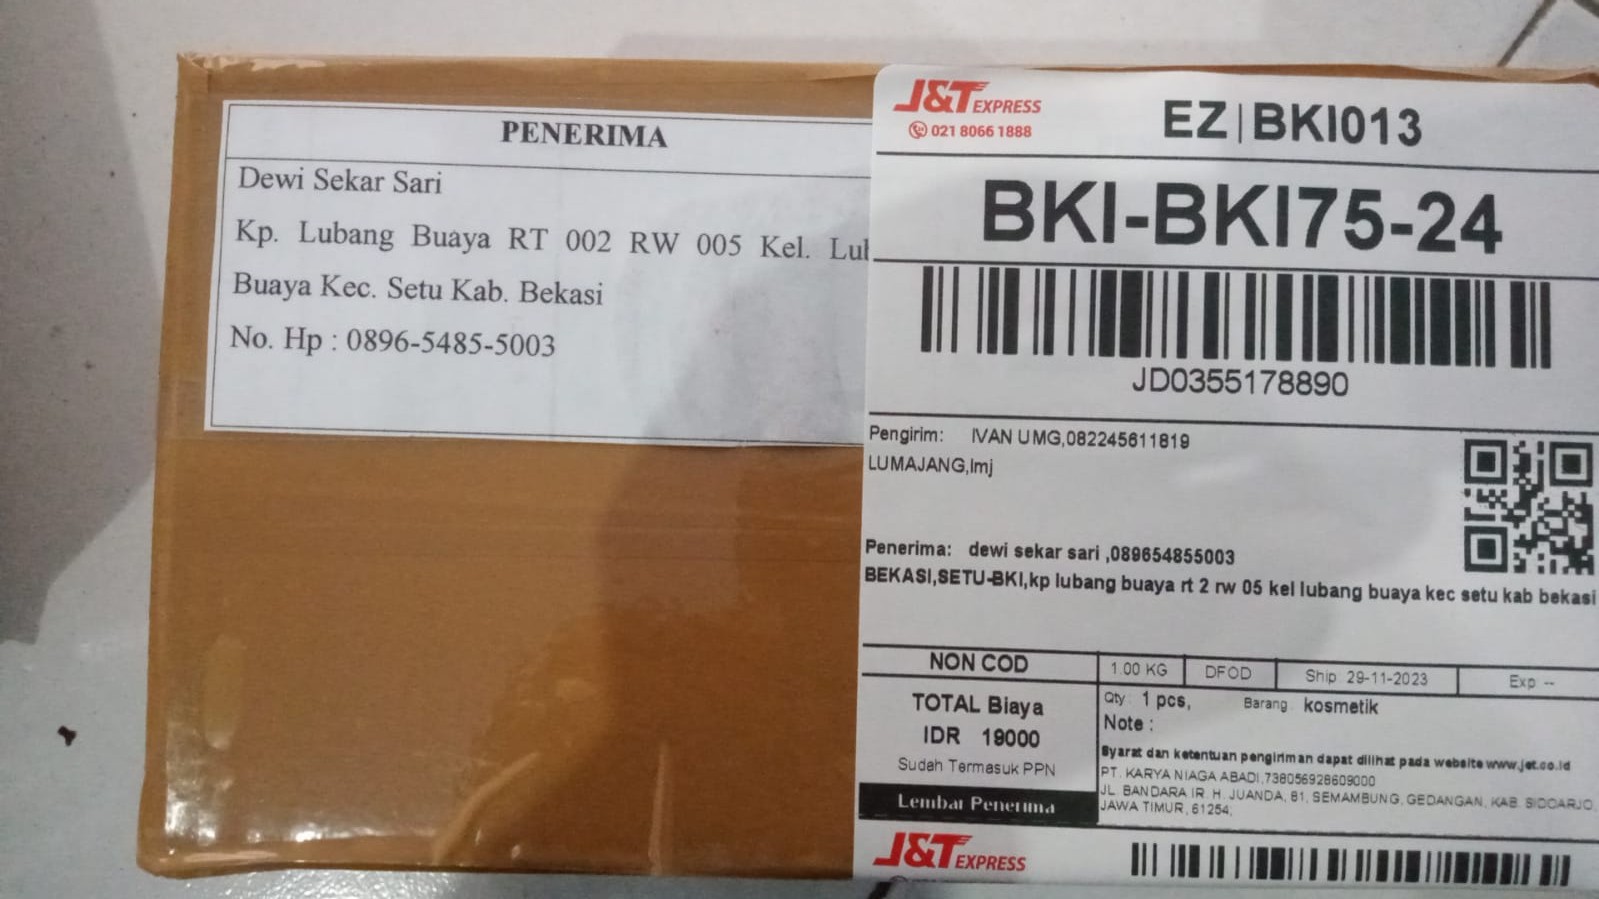 PENERIMA
Dewi Sekar Sari
Kp. Lubang Buaya RT 002 RW 005 Kel. Lub
Buaya Kec. Setu Kab. Bekasi
No. Hp : 0896-5485-5003
J&T EXPRESS
021 8066 1888
EZ|BKI013
BKI-BKI75-24
JD0355178890
Pengirim: IVAN UMG,082245611819
LUMAJANG,lmj
Penerima: dewi sekar sari ,089654855003
BEKASI,SETU-BKI,kp lubang buaya rt 2 rw 05 kel lubang buaya kec setu kab bekasi
NON COD
1.00 KG
DFOD
Ship 29-11-2023
Exp --
TOTAL Biaya
IDR 19000
Sudah Termasuk PPN
Lembar Penerima
Qty : 1 pcs, Barang kosmetik
Note :
Syarat dan ketentuan pengiriman dapat dilihat pada website www.jet.co.id
PT. KARYA NIAGA ABADI,738056928609000
JL. BANDARA IR. H. JUANDA, 81, SEMAMBUNG, GEDANGAN, KAB. SIDOARJO,
JAWA TIMUR, 61254,
J&T EXPRESS